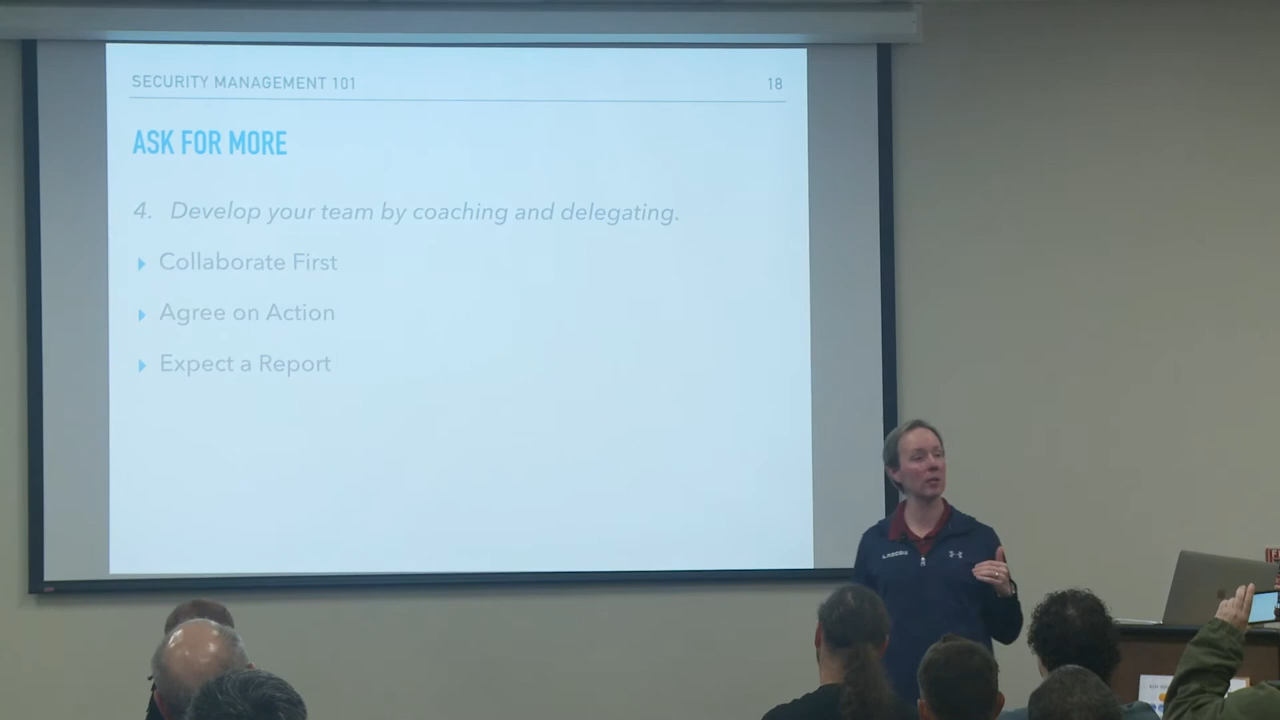 SECURITY MANAGEMENT 101
18
ASK FOR MORE
4. Develop your team by coaching and delegating.
Collaborate First
Agree on Action
Expect a Report